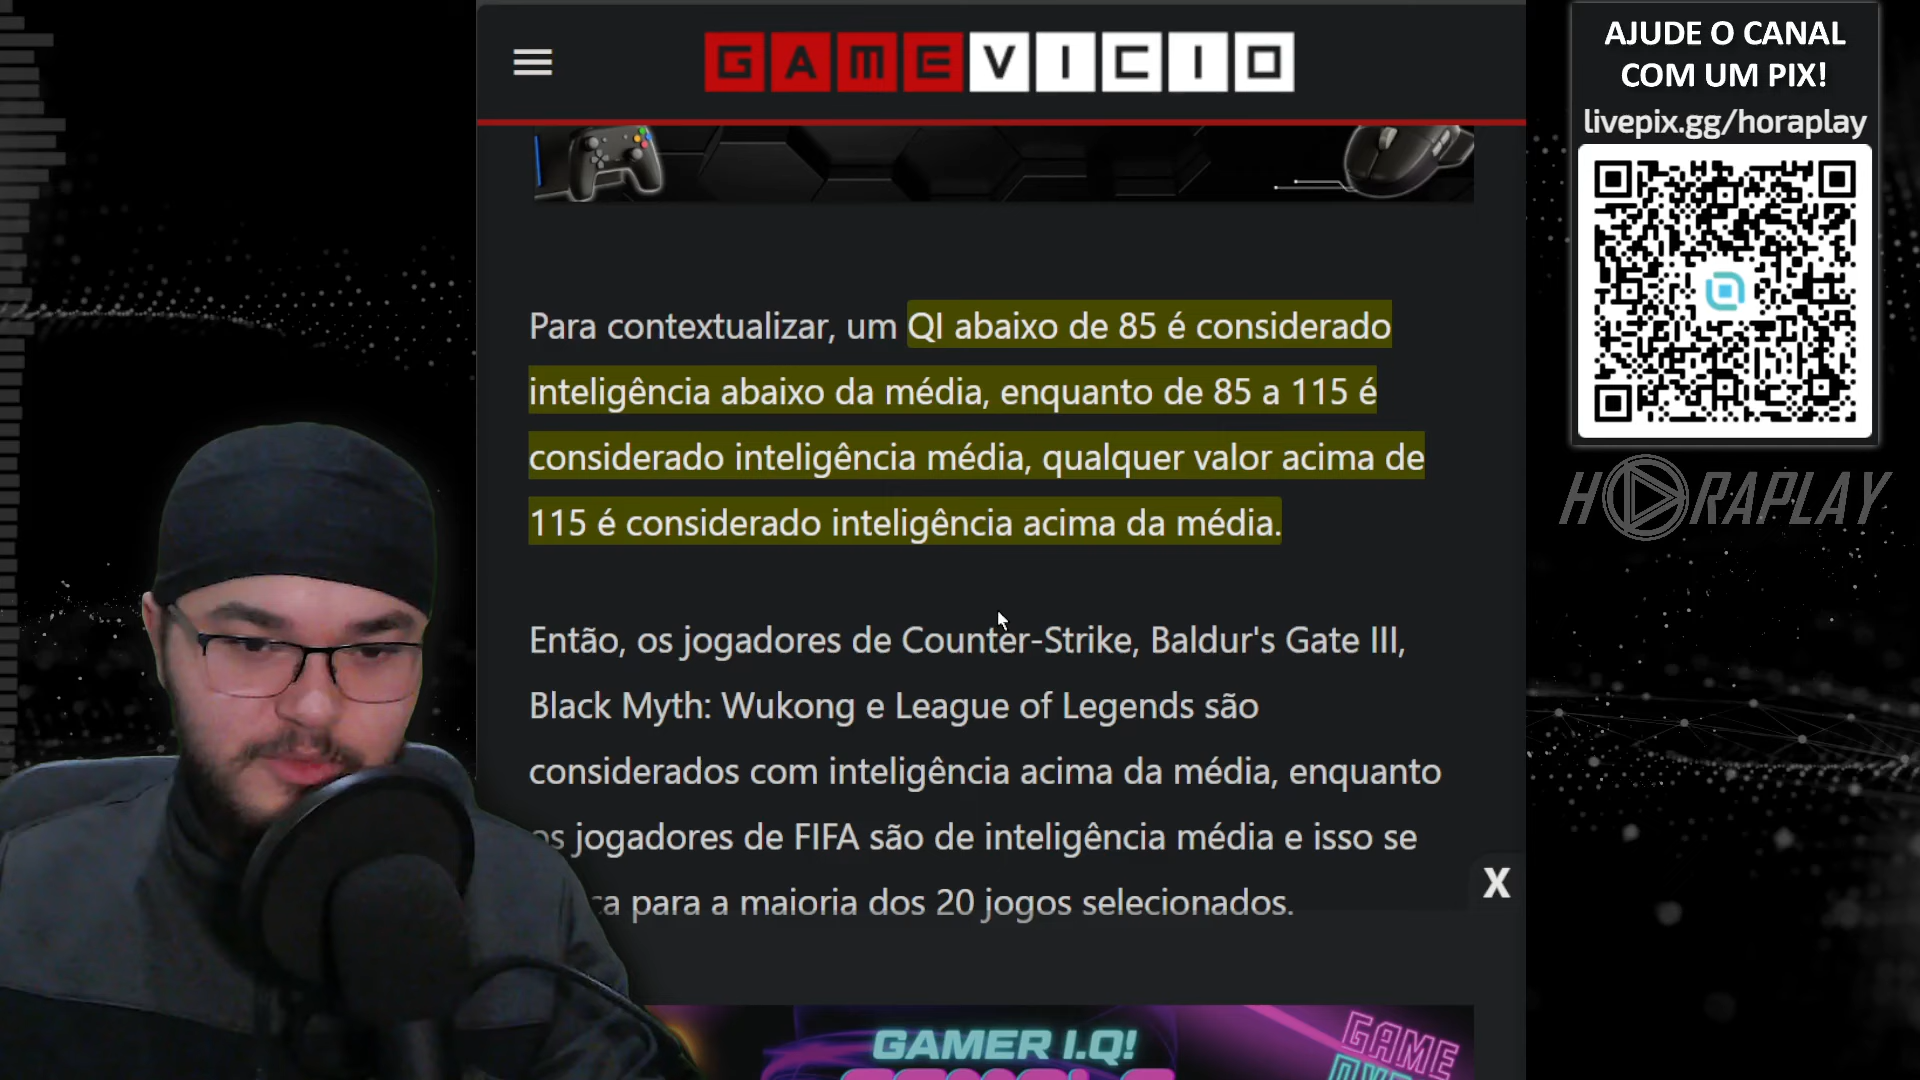 GAMEVICIO
AJUDE O CANAL
COM UM PIX!
livepix.gg/horaplay
HORAPLAY
Para contextualizar, um QI abaixo de 85 é considerado
inteligência abaixo da média, enquanto de 85 a 115 é
considerado inteligência média, qualquer valor acima de
115 é considerado inteligência acima da média.
Então, os jogadores de Counter-Strike, Baldur's Gate III,
Black Myth: Wukong e League of Legends são
considerados com inteligência acima da média, enquanto
os jogadores de FIFA são de inteligência média e isso se
para a maioria dos 20 jogos selecionados.
X
GAMER I.Q!
GAME